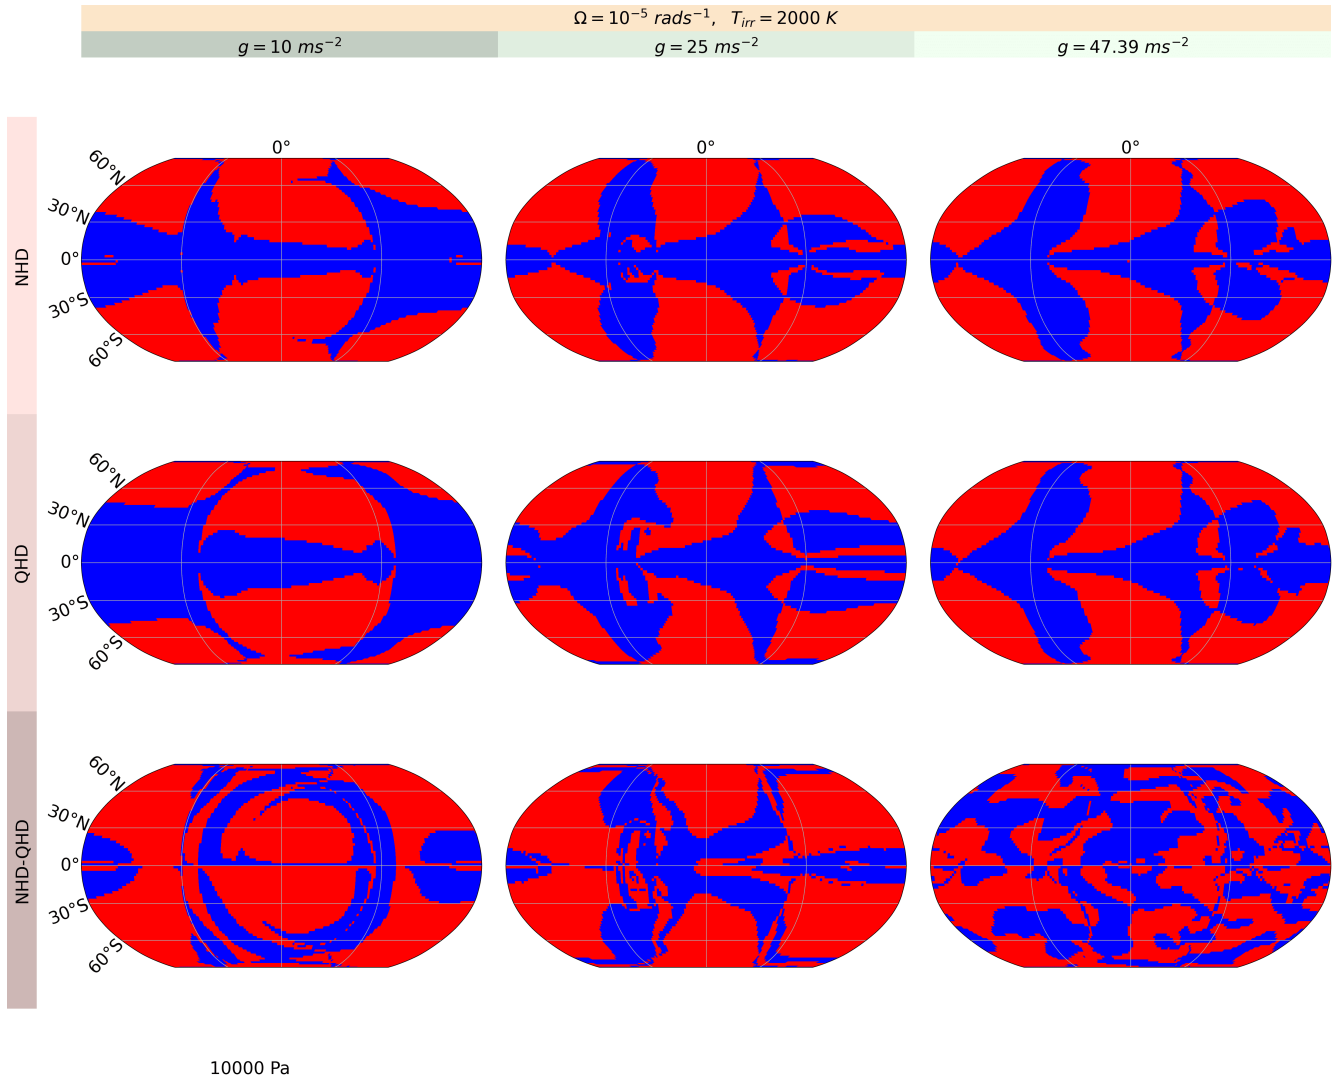 Ω = 10⁻⁵ rads⁻¹, T_irr = 2000 K
g = 10 ms⁻² g = 25 ms⁻² g = 47.39 ms⁻²
NHD
0° 0° 0°
60°N
30°N
0°
30°S
60°S
QHD
60°N
30°N
0°
30°S
60°S
NHD-QHD
60°N
30°N
0°
30°S
60°S
10000 Pa